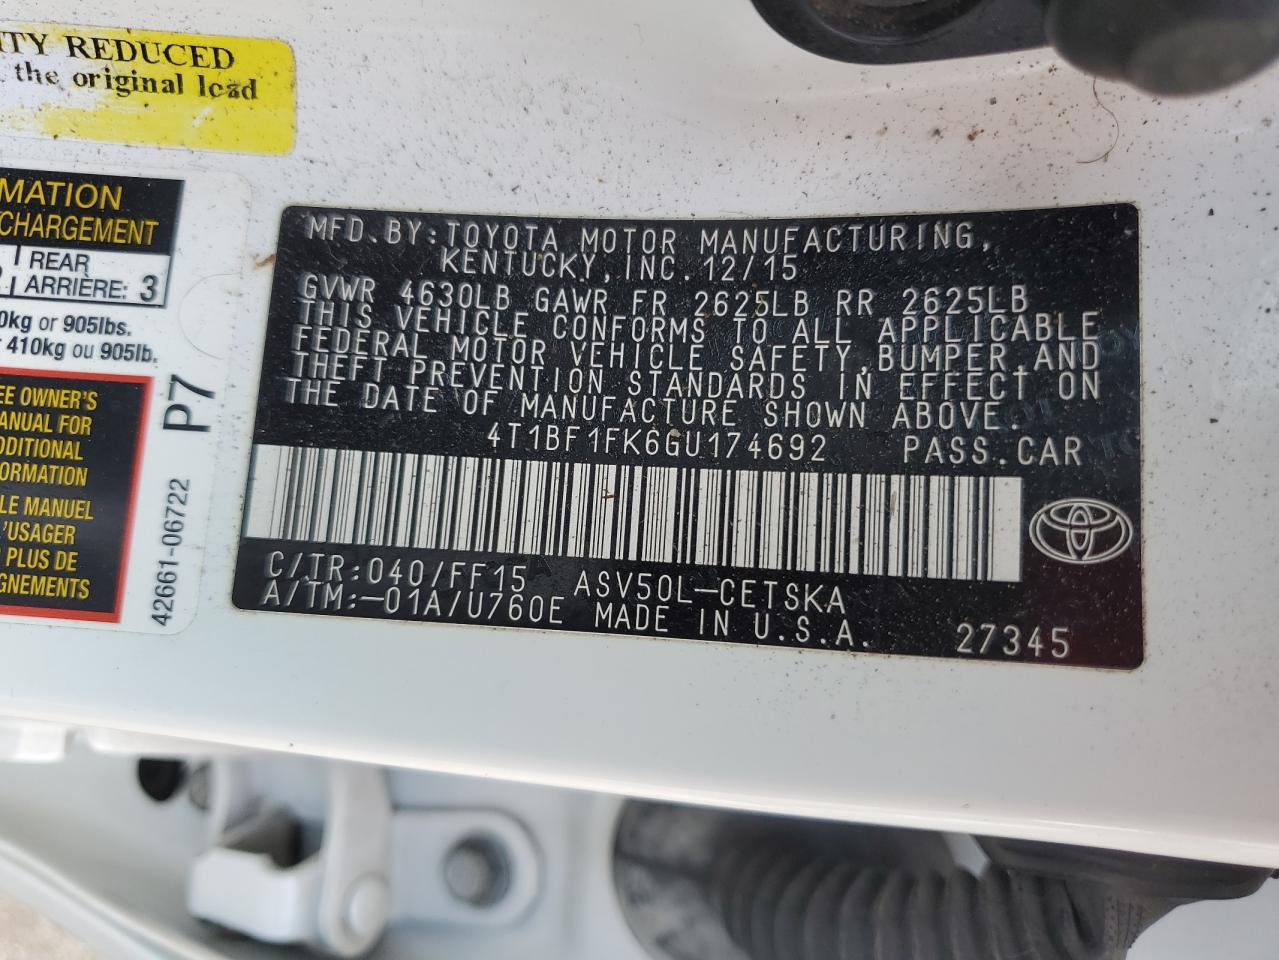 ITY REDUCED
the original load
MATION
CHARGEMENT
REAR
ARRIÈRE: 3
0kg or 905lbs.
410kg ou 905lb.
P7
EE OWNER'S
MANUAL FOR
DDITIONAL
FORMATION
LE MANUEL
L'USAGER
PLUS DE
GNEMENTS
42661-06722
MFD.BY:TOYOTA MOTOR MANUFACTURING,
KENTUCKY,INC.12/15
GVWR 4630LB GAWR FR 2625LB RR 2625LB
THIS VEHICLE CONFORMS TO ALL APPLICABLE
FEDERAL MOTOR VEHICLE SAFETY,BUMPER,AND
THEFT PREVENTION STANDARDS IN EFFECT ON
THE DATE OF MANUFACTURE SHOWN ABOVE.
4T1BF1FK6GU174692 PASS.CAR
C/TR:040/FF15 ASV50L-CETSKA
A/TM:-01A/U760E MADE IN U.S.A. 27345